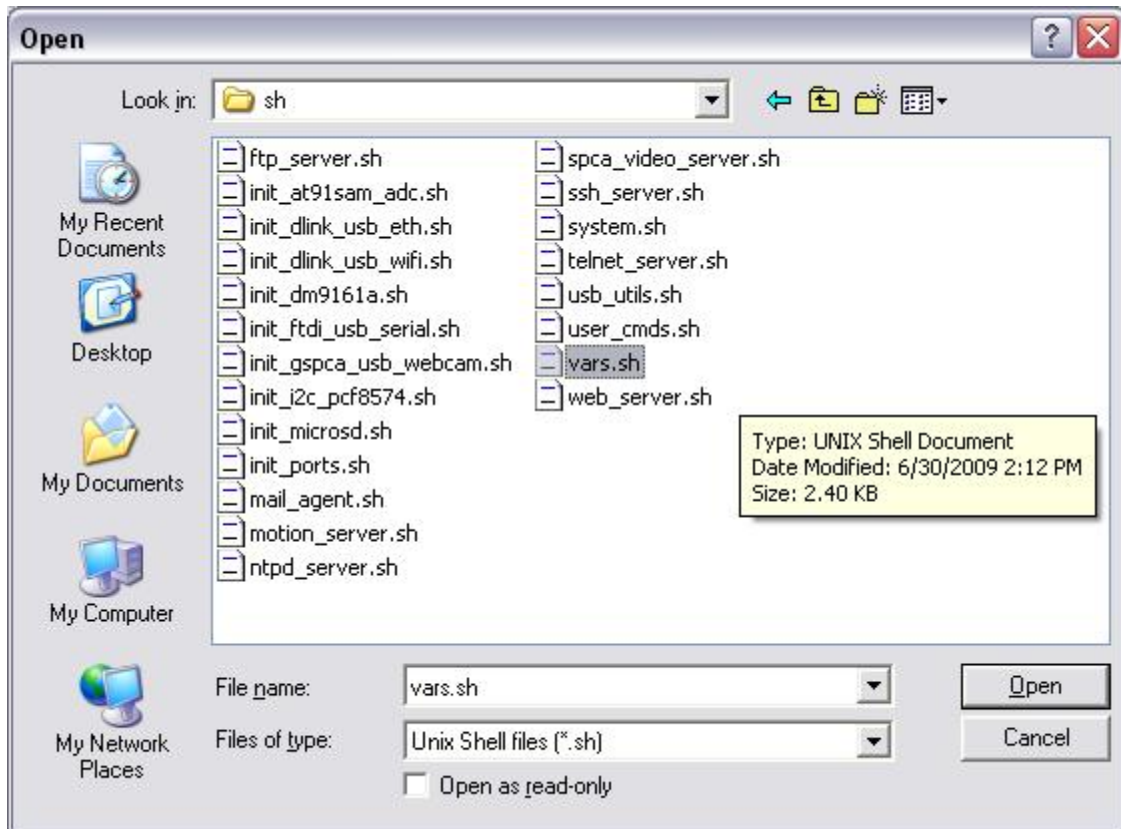 Open
Look in: sh
My Recent Documents
Desktop
My Documents
My Computer
My Network Places
ftp_server.sh
init_at91sam_adc.sh
init_dlink_usb_eth.sh
init_dlink_usb_wifi.sh
init_dm9161a.sh
init_ftdi_usb_serial.sh
init_gspca_usb_webcam.sh
init_i2c_pcf8574.sh
init_microsd.sh
init_ports.sh
mail_agent.sh
motion_server.sh
ntpd_server.sh
spca_video_server.sh
ssh_server.sh
system.sh
telnet_server.sh
usb_utils.sh
user_cmds.sh
vars.sh
web_server.sh
Type: UNIX Shell Document
Date Modified: 6/30/2009 2:12 PM
Size: 2.40 KB
File name: vars.sh
Open
Files of type: Unix Shell files (*.sh)
Cancel
Open as read-only